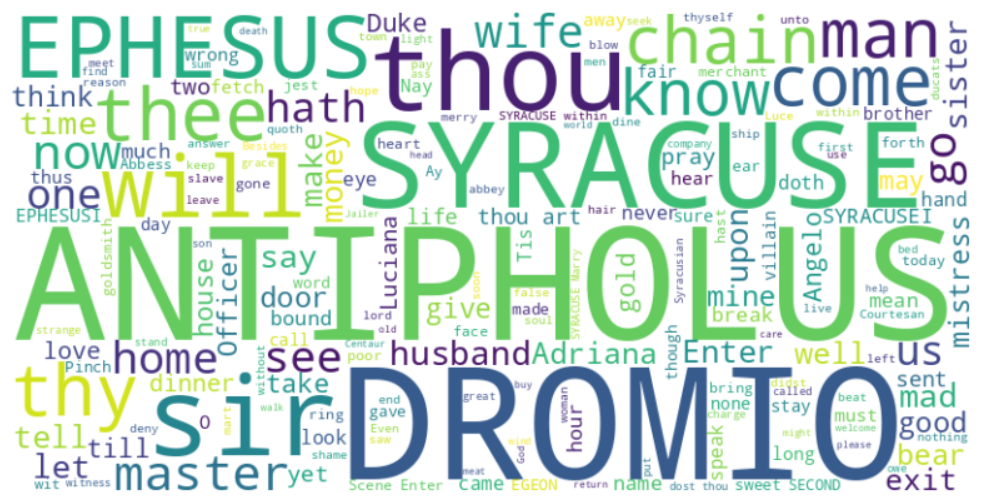 EPHESUS
thou
Duke
wife
away
seek
thyself
unto
chain
man
true
death
town
light
blow
men
know
come
sister
meet
find
reason
sum
wrong
think
two
fetch
jest
hath
pay
ass
Nay
hope
fair
merchant
ducats
time
thee
merry
SYRACUSE within
world
dine
Luce
within
brother
go
now
much
Abbess
quoth
answer
Besides
grace
keep
slave
leave
gone
make
money
heart
head
Ay
eye
abbey
SYRACUSE
company
ship
ear
pray
hear
first
use
forth
doth
may
hand
thus
one
will
EPHESUSI
day
son
Jailer
life
thou art
Tis
hair
never
sure
hast
upon
villain
Angelo
SYRACUSEI
mistress
ANTIPHOLUS
goldsmith
house
Officer
say
word
door
bound
call
Luciana
lord
old
give
face
soon
made
false
soul
gold
SYRACUSE Marry
Syracusian
mine
break
live
bed
today
help
mean
Courtesan
strange
stand
love
Pinch
home
without
see
Centaur
poor
husband
Adriana
though
Enter
care
well
left
us
thy
deny
dinner
mart
walk
take
O
ring
look
shame
sir
end
gave
Even
saw
buy
great
woman
hour
God
wind
meat
put
DROMIO
bring
none
charge
speak
didst
called
stay
beat
must
welcome
might
please
long
sent
mad
good
nothing
bear
owe
exit
tell
till
let
wit
witness
master
yet
Scene Enter
came
EGEON
return
name
dost thou
sweet
SECOND